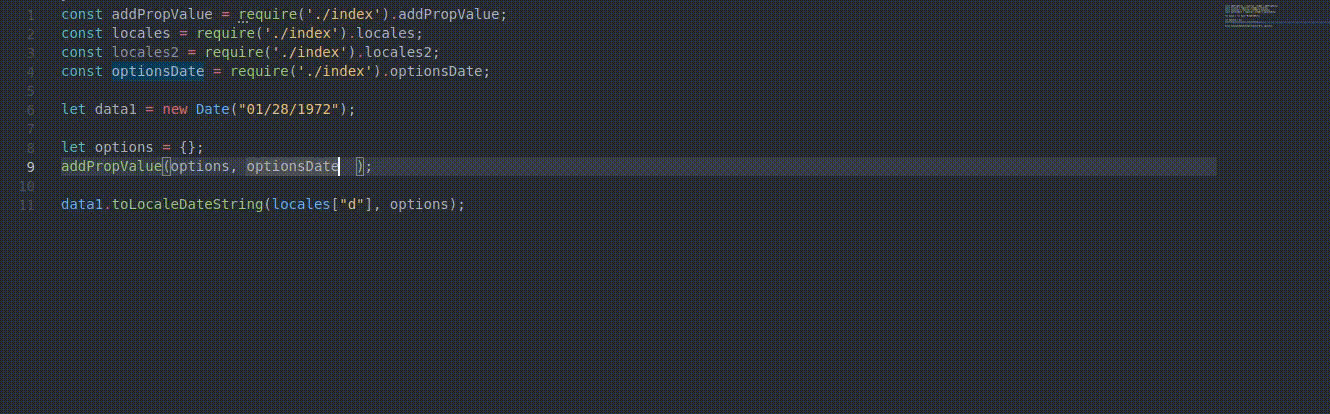 1 const addPropValue = require('./index').addPropValue;
2 const locales = require('./index').locales;
3 const locales2 = require('./index').locales2;
4 const optionsDate = require('./index').optionsDate;
5
6 let data1 = new Date("01/28/1972");
7
8 let options = {};
9 addPropValue(options, optionsDate  );
10
11 data1.toLocaleDateString(locales["d"], options);